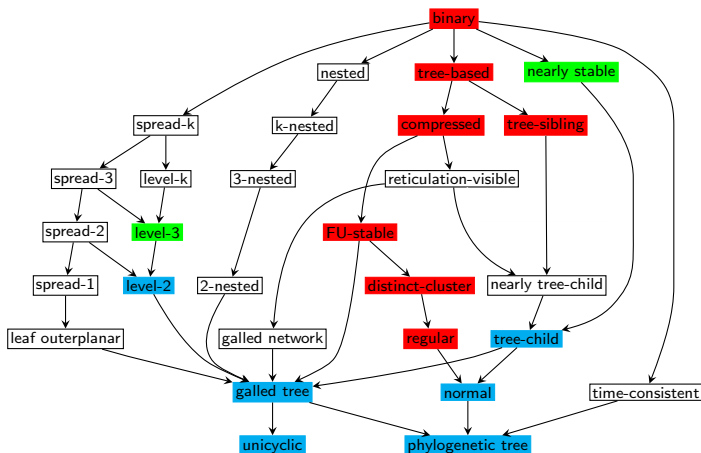 binary
nested
tree-based
nearly stable
spread-k
k-nested
compressed
tree-sibling
spread-3
level-k
3-nested
reticulation-visible
spread-2
level-3
FU-stable
spread-1
level-2
2-nested
distinct-cluster
nearly tree-child
leaf outerplanar
galled network
regular
tree-child
galled tree
normal
time-consistent
unicyclic
phylogenetic tree